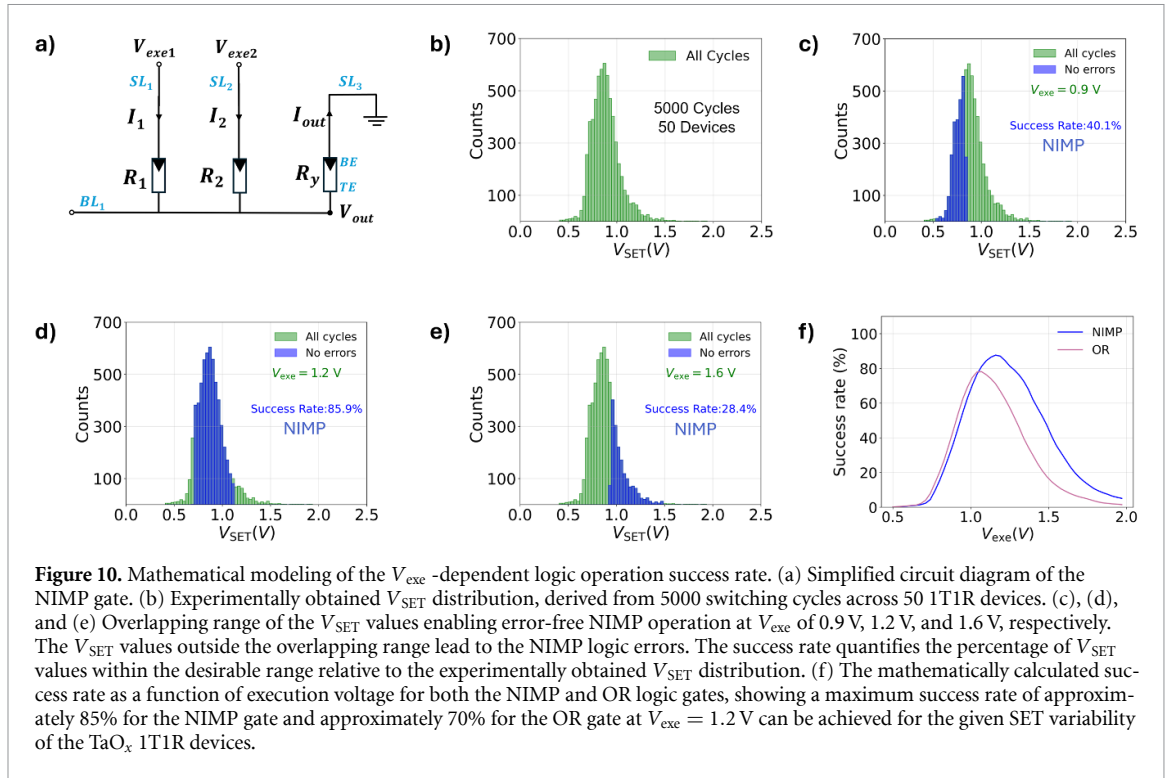 a)
V_exe1
V_exe2
SL_1
SL_2
SL_3
I_1
I_2
I_out
R_1
R_2
R_y
BE
TE
BL_1
V_out
b)
700
500
300
100
Counts
All Cycles
5000 Cycles
50 Devices
0.0 0.5 1.0 1.5 2.0 2.5
V_SET(V)
c)
700
500
300
100
Counts
All cycles
No errors
V_exe = 0.9 V
Success Rate:40.1%
NIMP
0.0 0.5 1.0 1.5 2.0 2.5
V_SET(V)
d)
700
500
300
100
Counts
All cycles
No errors
V_exe = 1.2 V
Success Rate:85.9%
NIMP
0.0 0.5 1.0 1.5 2.0 2.5
V_SET(V)
e)
700
500
300
100
Counts
All cycles
No errors
V_exe = 1.6 V
Success Rate:28.4%
NIMP
0.0 0.5 1.0 1.5 2.0 2.5
V_SET(V)
f)
100
80
60
40
20
0
Success rate (%)
NIMP
OR
0.5 1.0 1.5 2.0
V_exe(V)
Figure 10. Mathematical modeling of the V_exe -dependent logic operation success rate. (a) Simplified circuit diagram of the
NIMP gate. (b) Experimentally obtained V_SET distribution, derived from 5000 switching cycles across 50 1T1R devices. (c), (d),
and (e) Overlapping range of the V_SET values enabling error-free NIMP operation at V_exe of 0.9 V, 1.2 V, and 1.6 V, respectively.
The V_SET values outside the overlapping range lead to the NIMP logic errors. The success rate quantifies the percentage of V_SET
values within the desirable range relative to the experimentally obtained V_SET distribution. (f) The mathematically calculated suc-
cess rate as a function of execution voltage for both the NIMP and OR logic gates, showing a maximum success rate of approxim-
ately 85% for the NIMP gate and approximately 70% for the OR gate at V_exe = 1.2 V can be achieved for the given SET variability
of the TaO_x 1T1R devices.